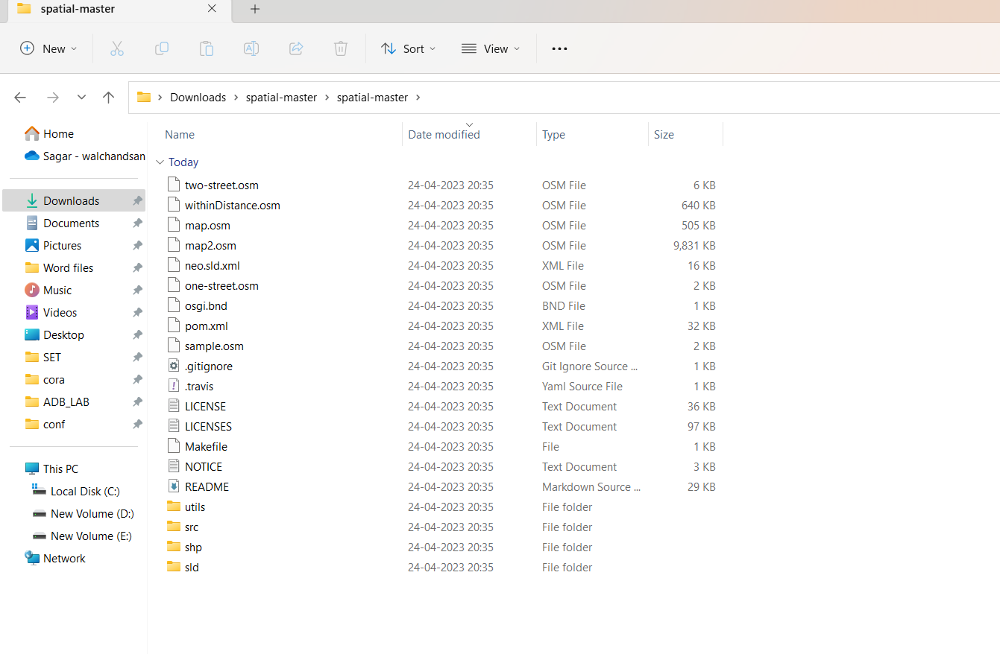 spatial-master
New Sort View
Downloads spatial-master spatial-master
Home
Sagar - walchandsan
Downloads
Documents
Pictures
Word files
Music
Videos
Desktop
SET
cora
ADB_LAB
conf
This PC
Local Disk (C:)
New Volume (D:)
New Volume (E:)
Network
Name Date modified Type Size
Today
two-street.osm 24-04-2023 20:35 OSM File 6 KB
withinDistance.osm 24-04-2023 20:35 OSM File 640 KB
map.osm 24-04-2023 20:35 OSM File 505 KB
map2.osm 24-04-2023 20:35 OSM File 9,831 KB
neo.sld.xml 24-04-2023 20:35 XML File 16 KB
one-street.osm 24-04-2023 20:35 OSM File 2 KB
osgi.bnd 24-04-2023 20:35 BND File 1 KB
pom.xml 24-04-2023 20:35 XML File 32 KB
sample.osm 24-04-2023 20:35 OSM File 2 KB
.gitignore 24-04-2023 20:35 Git Ignore Source ... 1 KB
.travis 24-04-2023 20:35 Yaml Source File 1 KB
LICENSE 24-04-2023 20:35 Text Document 36 KB
LICENSES 24-04-2023 20:35 Text Document 97 KB
Makefile 24-04-2023 20:35 File 1 KB
NOTICE 24-04-2023 20:35 Text Document 3 KB
README 24-04-2023 20:35 Markdown Source ... 29 KB
utils 24-04-2023 20:35 File folder
src 24-04-2023 20:35 File folder
shp 24-04-2023 20:35 File folder
sld 24-04-2023 20:35 File folder